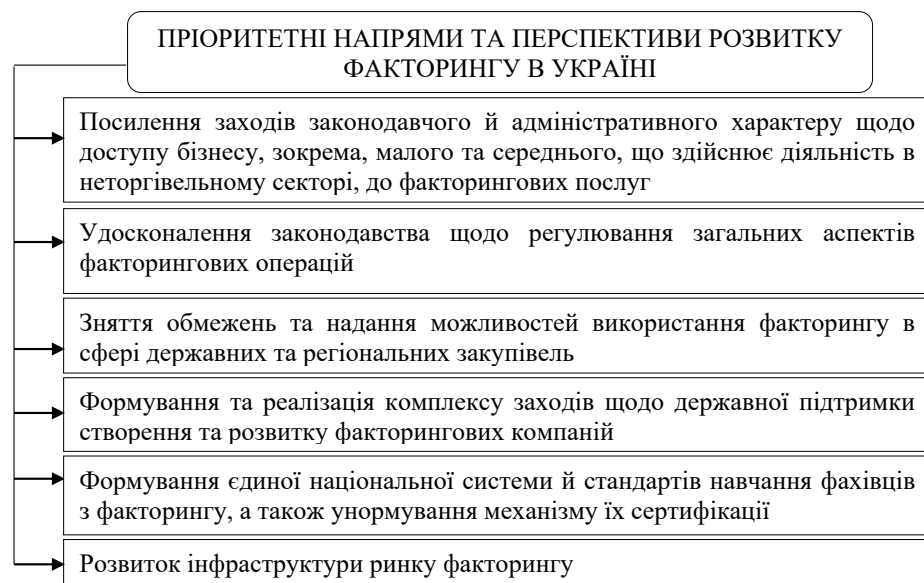 ПРІОРИТЕТНІ НАПРЯМИ ТА ПЕРСПЕКТИВИ РОЗВИТКУ
ФАКТОРИНГУ В УКРАЇНІ
Посилення заходів законодавчого й адміністративного характеру щодо
доступу бізнесу, зокрема, малого та середнього, що здійснює діяльність в
неторгівельному секторі, до факторингових послуг
Удосконалення законодавства щодо регулювання загальних аспектів
факторингових операцій
Зняття обмежень та надання можливостей використання факторингу в
сфері державних та регіональних закупівель
Формування та реалізація комплексу заходів щодо державної підтримки
створення та розвитку факторингових компаній
Формування єдиної національної системи й стандартів навчання фахівців
з факторингу, а також унормування механізму їх сертифікації
Розвиток інфраструктури ринку факторингу